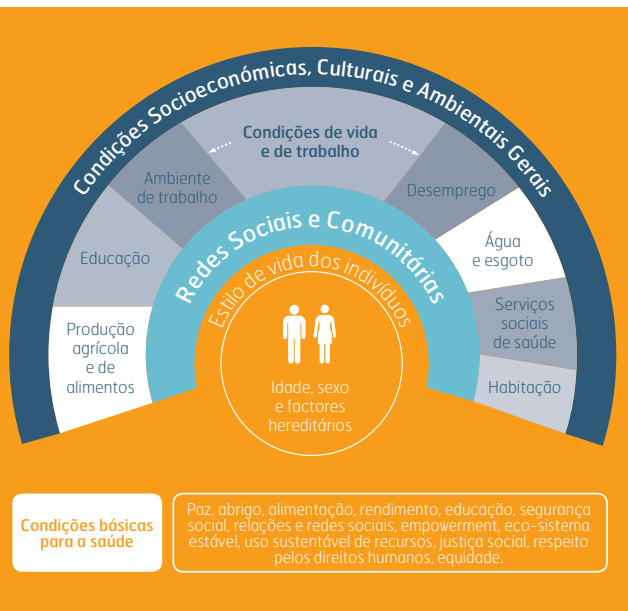 Condições Socioeconómicas, Culturais e Ambientais Gerais
Condições de vida
e de trabalho
Ambiente
de trabalho
Desemprego
Educação
Água
e esgoto
Produção
agrícola
e de
alimentos
Serviços
sociais
de saúde
Habitação
Redes Sociais e Comunitárias
Estilo de vida dos indivíduos
Idade, sexo
e factores
hereditários
Condições básicas
para a saúde
Paz, abrigo, alimentação, rendimento, educação, segurança
social, relações e redes sociais, empowerment, eco-sistema
estável, uso sustentável de recursos, justiça social, respeito
pelos direitos humanos, equidade.